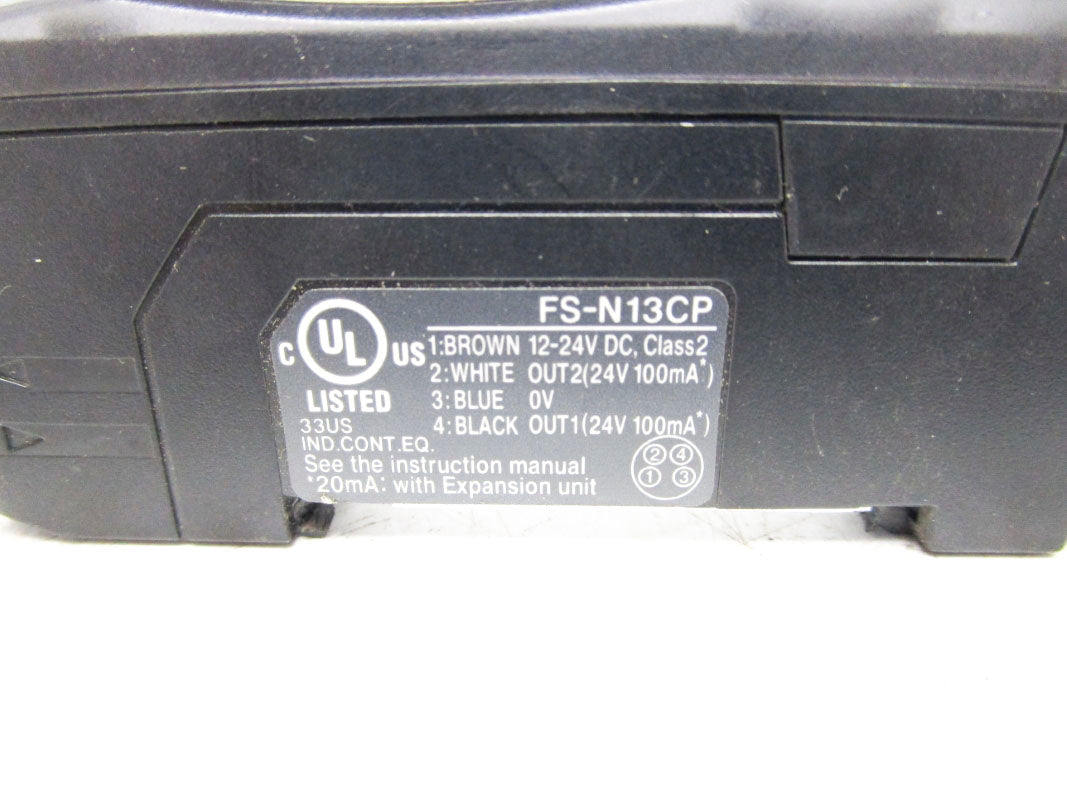 FS-N13CP
C UL US
LISTED
33US
IND.CONT.EQ.
1:BROWN 12-24V DC, Class2
2:WHITE OUT2(24V 100mA*)
3:BLUE 0V
4:BLACK OUT1(24V 100mA*)
See the instruction manual
*20mA: with Expansion unit
② ④
① ③